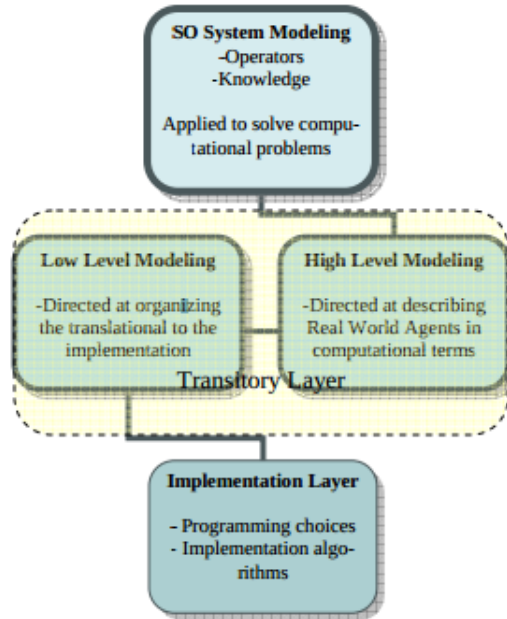 SO System Modeling
-Operators
-Knowledge
Applied to solve compu-
tational problems
Low Level Modeling
-Directed at organizing
the translational to the
implementation
High Level Modeling
-Directed at describing
Real World Agents in
computational terms
Transitory Layer
Implementation Layer
- Programming choices
- Implementation algo-
rithms